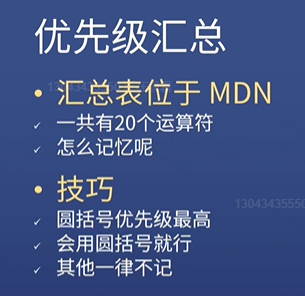 优先级汇总
• 汇总表位于 MDN
✓ 一共有20个运算符
✓ 怎么记忆呢
• 技巧
✓ 圆括号优先级最高
✓ 会用圆括号就行
✓ 其他一律不记